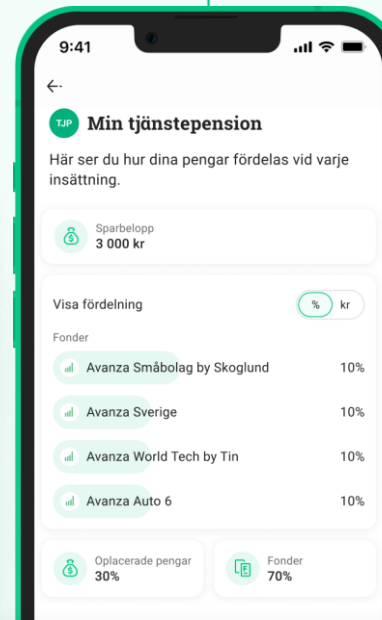 9:41
TJP Min tjänstepension
Här ser du hur dina pengar fördelas vid varje
insättning.
Sparbelopp
3 000 kr
Visa fördelning % kr
Fonder
Avanza Småbolag by Skoglund 10%
Avanza Sverige 10%
Avanza World Tech by Tin 10%
Avanza Auto 6 10%
Oplacerade pengar
30%
Fonder
70%